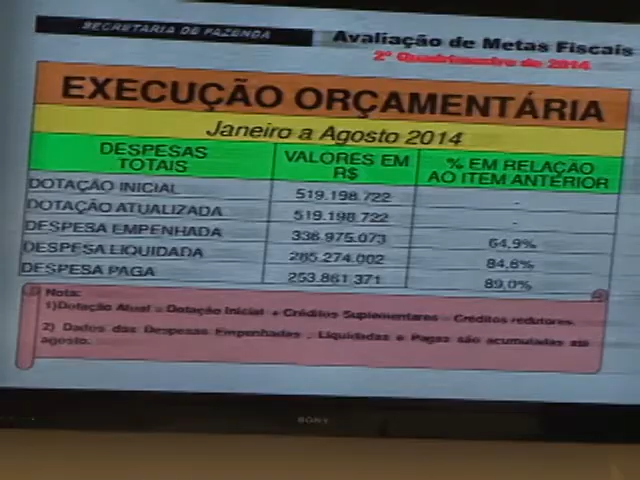 SECRETARIA DE FAZENDA
Avaliação de Metas Fiscais
2º Quadrimestre de 2014
EXECUÇÃO ORÇAMENTÁRIA
Janeiro a Agosto 2014
DESPESAS TOTAIS VALORES EM R$ % EM RELAÇÃO AO ITEM ANTERIOR
DOTAÇÃO INICIAL 519.198.722 -
DOTAÇÃO ATUALIZADA 519.198.722 -
DESPESA EMPENHADA 336.975.073 64,9%
DESPESA LIQUIDADA 285.274.002 84,6%
DESPESA PAGA 253.861.371 89,0%
Nota:
1)Dotação Atual = Dotação Inicial + Créditos Suplementares - Créditos redutores.
2) Dados das Despesas Empenhadas , Liquidadas e Pagas são acumuladas até
agosto.
SONY